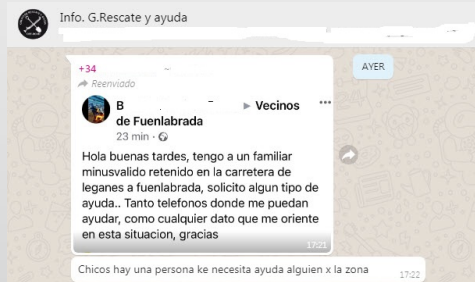 Info. G.Rescate y ayuda
AYER
+34 ~
Reenviado
B - ▸ Vecinos ...
de Fuenlabrada
23 min ·
Hola buenas tardes, tengo a un familiar
minusvalido retenido en la carretera de
leganes a fuenlabrada, solicito algun tipo de
ayuda.. Tanto telefonos donde me puedan
ayudar, como cualquier dato que me oriente
en esta situacion, gracias
17:21
Chicos hay una persona ke necesita ayuda alguien x la zona
17:22